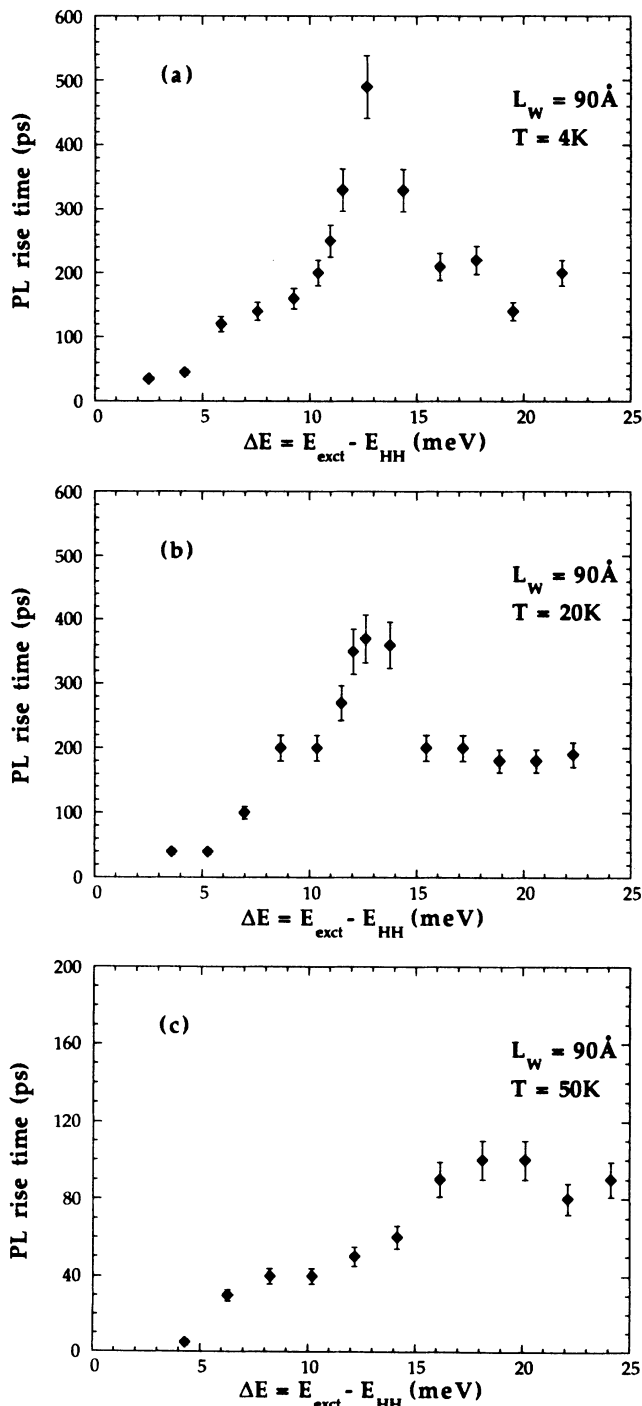 600
500
400
300
200
100
0
PL rise time (ps)
(a)
L_W = 90Å
T = 4K
0 5 10 15 20 25
ΔE = E_exct - E_HH (meV)
600
500
400
300
200
100
0
PL rise time (ps)
(b)
L_W = 90Å
T = 20K
0 5 10 15 20 25
ΔE = E_exct - E_HH (meV)
200
160
120
80
40
0
PL rise time (ps)
(c)
L_W = 90Å
T = 50K
0 5 10 15 20 25
ΔE = E_exct - E_HH (meV)